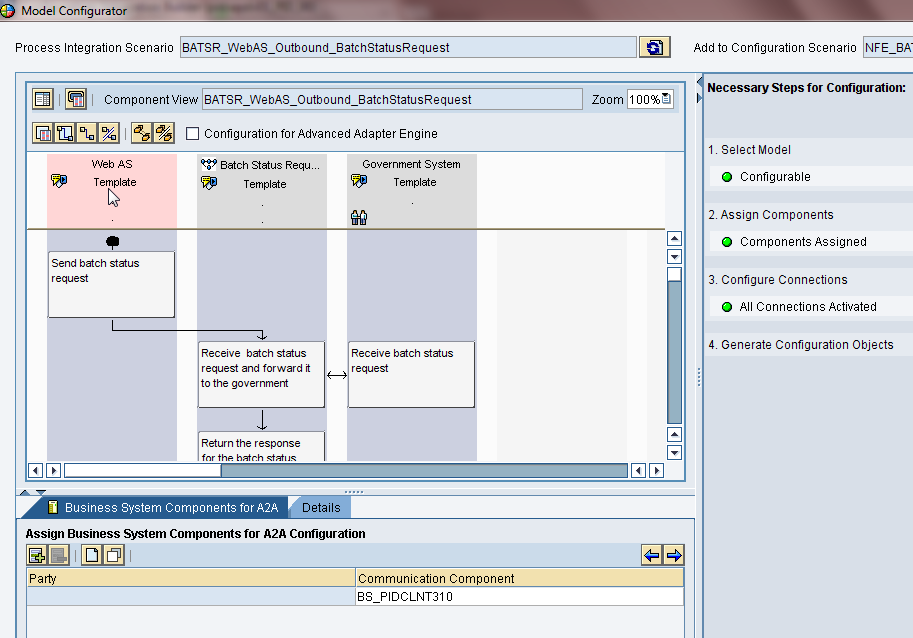 Model Configurator
Process Integration Scenario BATSR_WebAS_Outbound_BatchStatusRequest Add to Configuration Scenario NFE_BA
Component View BATSR_WebAS_Outbound_BatchStatusRequest Zoom 100%
Configuration for Advanced Adapter Engine
Web AS
Template
.
Batch Status Requ...
Template
.
.
Government System
Template
.
Send batch status
request
Receive batch status
request and forward it
to the government
Receive batch status
request
Return the response
for the batch status
Necessary Steps for Configuration:
1. Select Model
Configurable
2. Assign Components
Components Assigned
3. Configure Connections
All Connections Activated
4. Generate Configuration Objects
Business System Components for A2A Details
Assign Business System Components for A2A Configuration
Party Communication Component
BS_PIDCLNT310